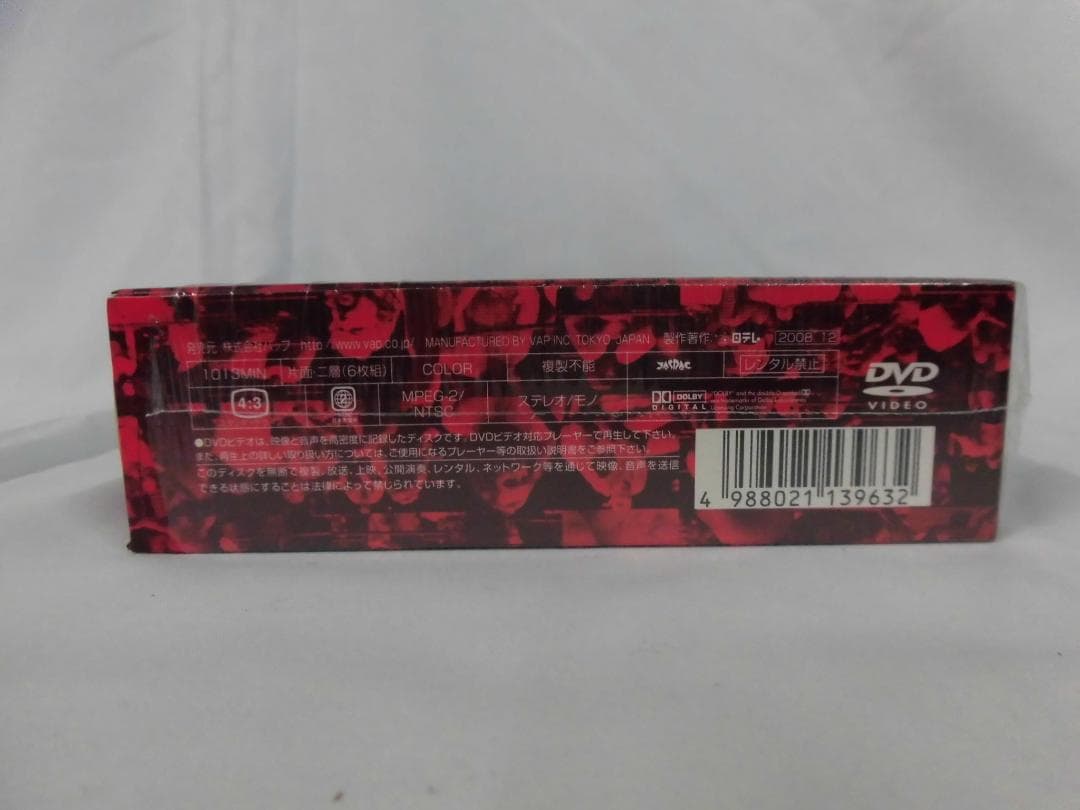 発売元 株式会社バップ http://www.vap.co.jp/ MANUFACTURED BY VAP INC TOKYO JAPAN 製作著作: 日テレ 2008.12
1013MIN 片面・二層(6枚組) COLOR 複製不能 JASRAC レンタル禁止
4:3 2 MPEG-2/NTSC ステレオ/モノ DOLBY DIGITAL
DVD VIDEO
●DVDビデオは、映像と音声を高密度に記録したディスクです。DVDビデオ対応プレーヤーで再生して下さい。
また、再生上の詳しい取り扱い方については、ご使用になるプレーヤー等の取扱い説明書をご参照下さい。
このディスクを無断で複製、放送、上映、公開演奏、レンタル、ネットワーク等を通じて映像、音声を送信
できる状態にすることは法律によって禁じられています。
4 988021 139632